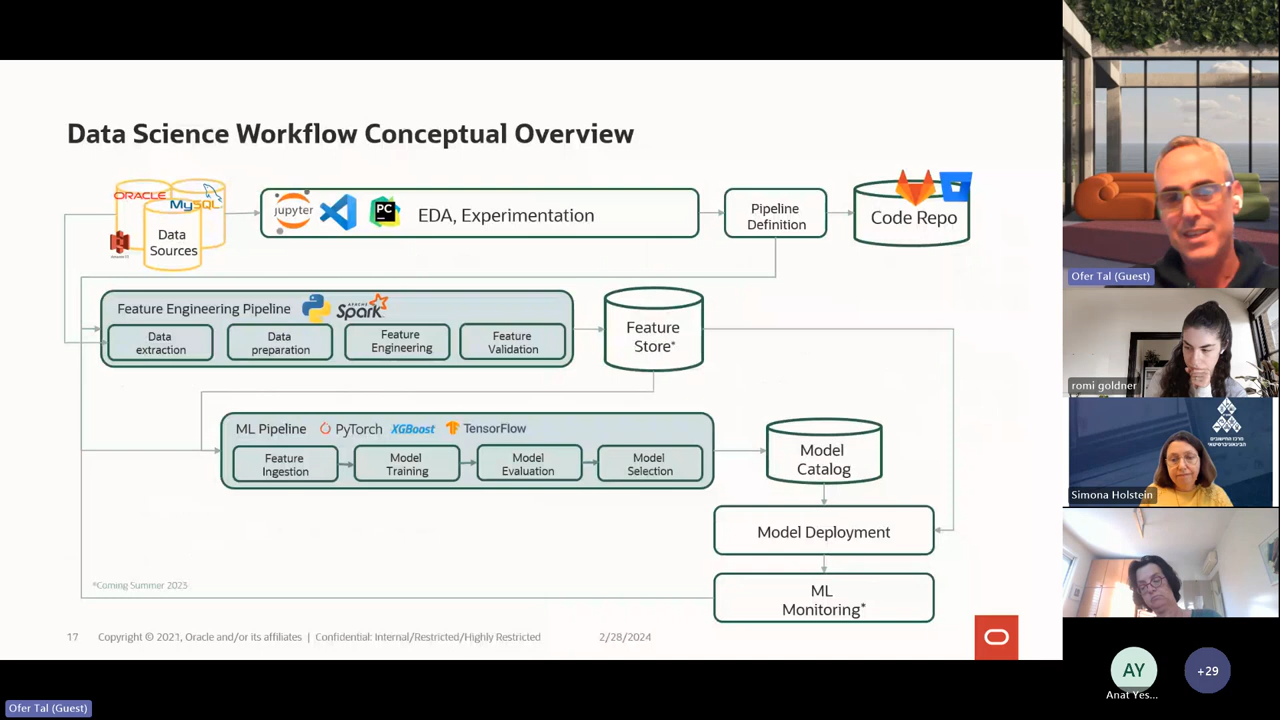 Data Science Workflow Conceptual Overview
ORACLE
MySQL
Data
Sources
jupyter
PC
EDA, Experimentation
Pipeline
Definition
Code Repo
Feature Engineering Pipeline
APACHE
Spark
Data
extraction
Data
preparation
Feature
Engineering
Feature
Validation
Feature
Store*
ML Pipeline
PyTorch
XGBoost
TensorFlow
Feature
Ingestion
Model
Training
Model
Evaluation
Model
Selection
Model
Catalog
Model Deployment
ML
Monitoring*
*Coming Summer 2023
17 Copyright © 2021, Oracle and/or its affiliates | Confidential: Internal/Restricted/Highly Restricted 2/28/2024
Ofer Tal (Guest)
romi goldner
Simona Holstein
AY
Anat Yes...
+29
Ofer Tal (Guest)